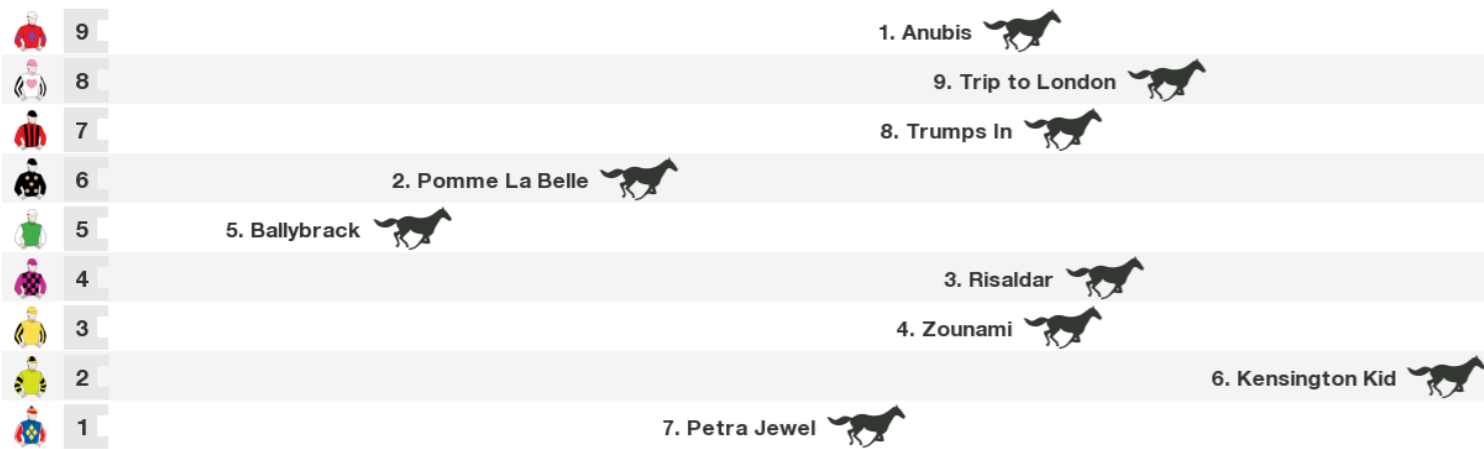 9 1. Anubis
8 9. Trip to London
7 8. Trumps In
6 2. Pomme La Belle
5 5. Ballybrack
4 3. Risaldar
3 4. Zounami
2 6. Kensington Kid
1 7. Petra Jewel